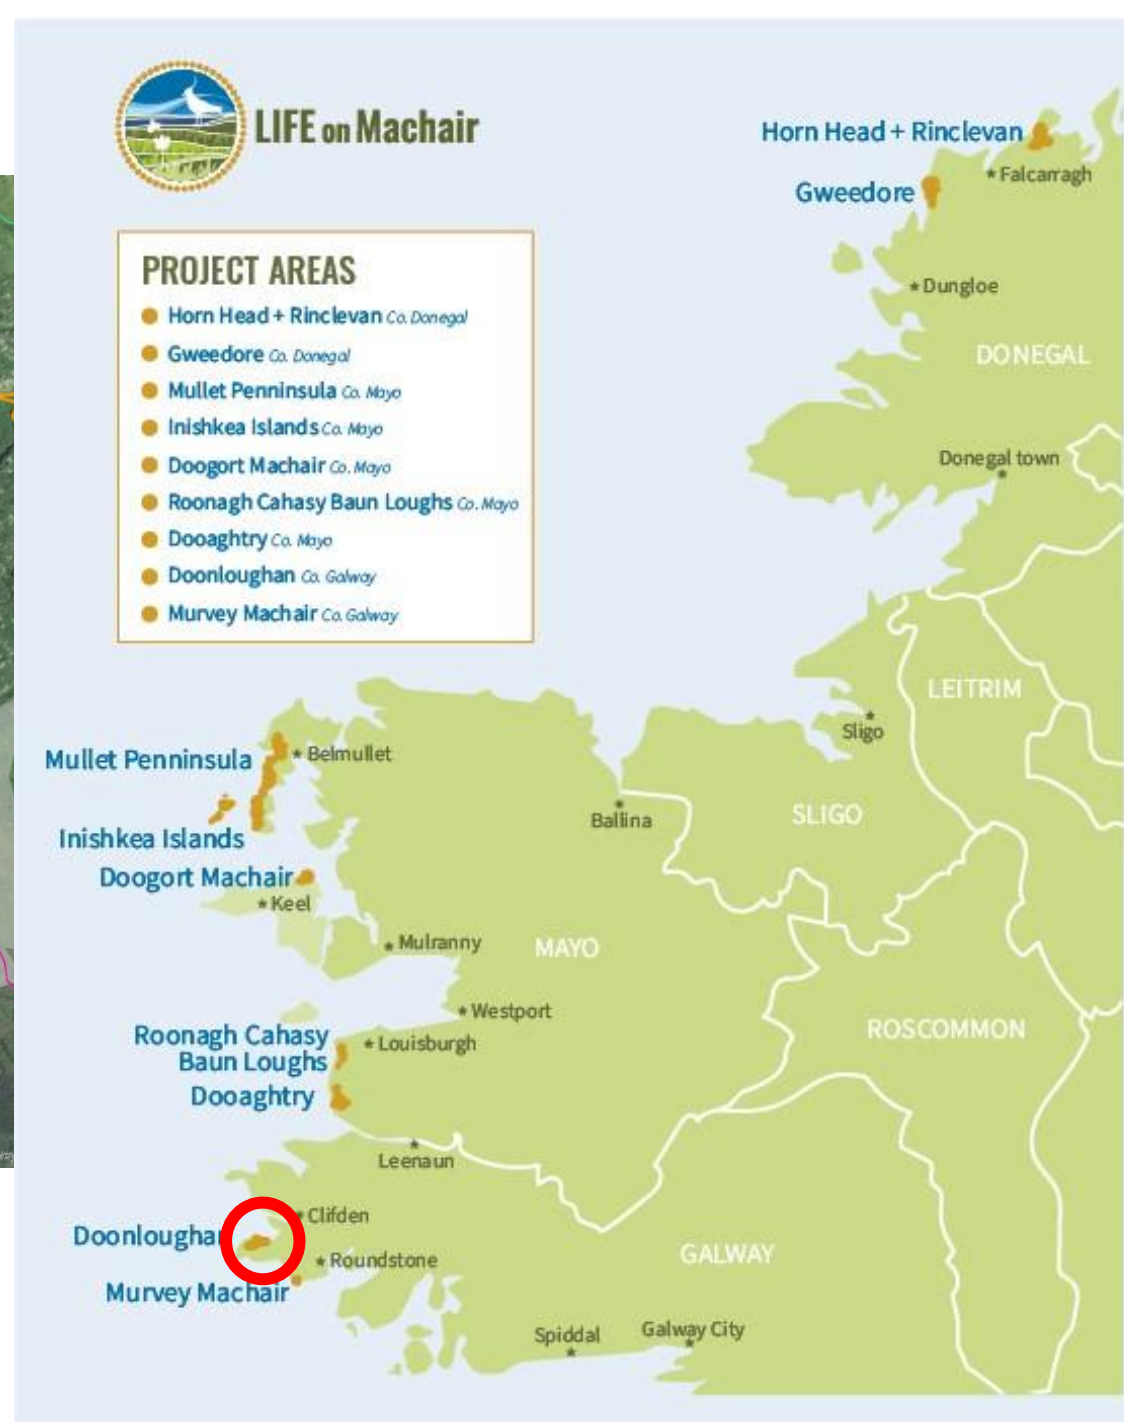 LIFE on Machair
PROJECT AREAS
Horn Head + Rinclevan Co. Donegal
Gweedore Co. Donegal
Mullet Penninsula Co. Mayo
Inishkea Islands Co. Mayo
Doogort Machair Co. Mayo
Roonagh Cahasy Baun Loughs Co. Mayo
Dooaghtry Co. Mayo
Doonloughan Co. Galway
Murvey Machair Co. Galway
Horn Head + Rinclevan
Falcarragh
Gweedore
Dungloe
DONEGAL
Donegal town
LEITRIM
Sligo
SLIGO
Mullet Penninsula
Belmullet
Ballina
Inishkea Islands
Doogort Machair
Keel
Mulranny
MAYO
Westport
ROSCOMMON
Roonagh Cahasy
Baun Loughs
Louisburgh
Dooaghtry
Leenaun
Clifden
Doonloughan
Roundstone
GALWAY
Murvey Machair
Spiddal
Galway City